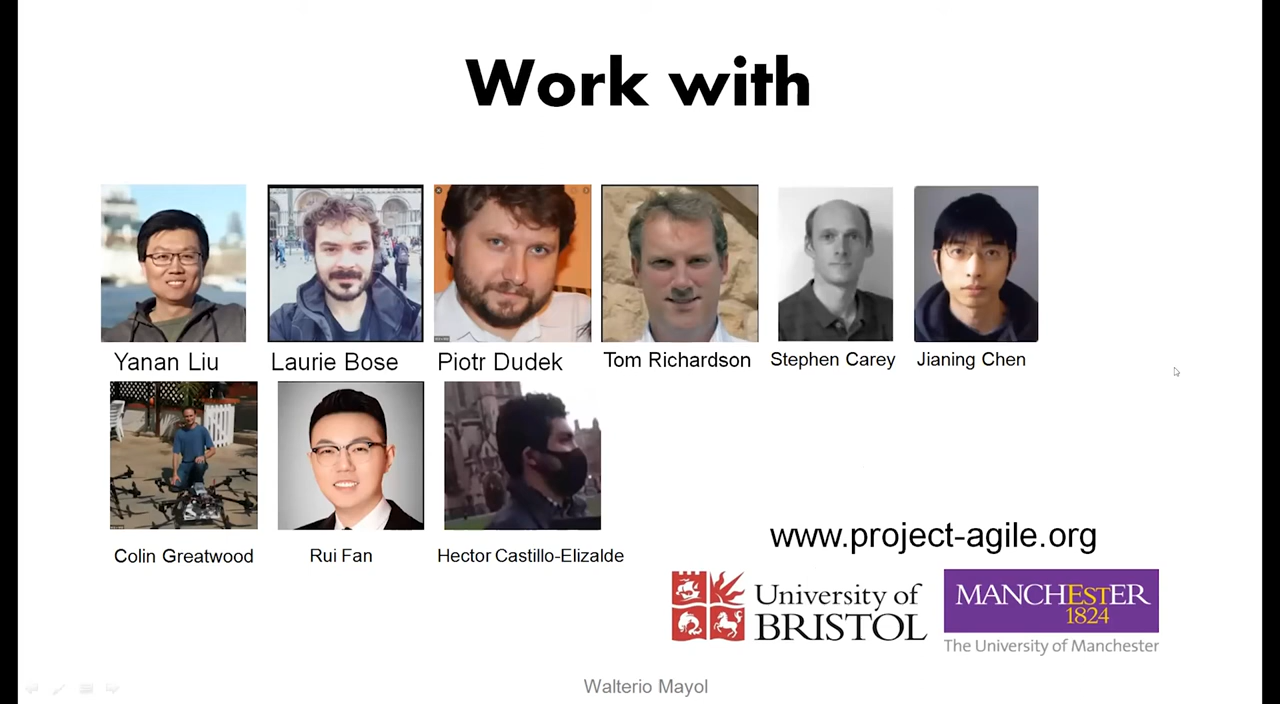 Work with
Yanan Liu
Laurie Bose
Piotr Dudek
Tom Richardson
Stephen Carey
Jianing Chen
Colin Greatwood
Rui Fan
Hector Castillo-Elizalde
www.project-agile.org
University of
BRISTOL
MANCHESTER
1824
The University of Manchester
Walterio Mayol